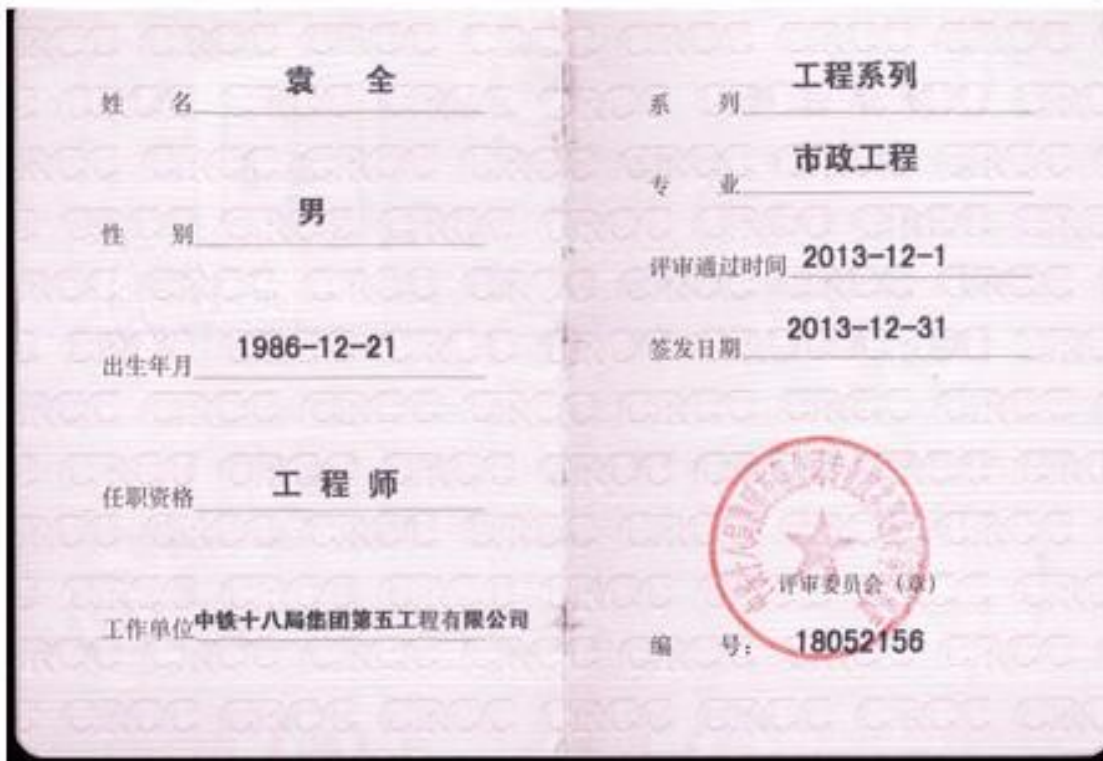 姓 名 袁 全
性 别 男
出生年月 1986-12-21
任职资格 工 程 师
工作单位 中铁十八局集团第五工程有限公司
系 列 工程系列
专 业 市政工程
评审通过时间 2013-12-1
签发日期 2013-12-31
评审委员会（章）
编 号： 18052156